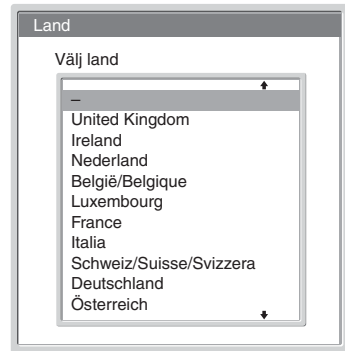 Land
Välj land
–
United Kingdom
Ireland
Nederland
België/Belgique
Luxembourg
France
Italia
Schweiz/Suisse/Svizzera
Deutschland
Österreich